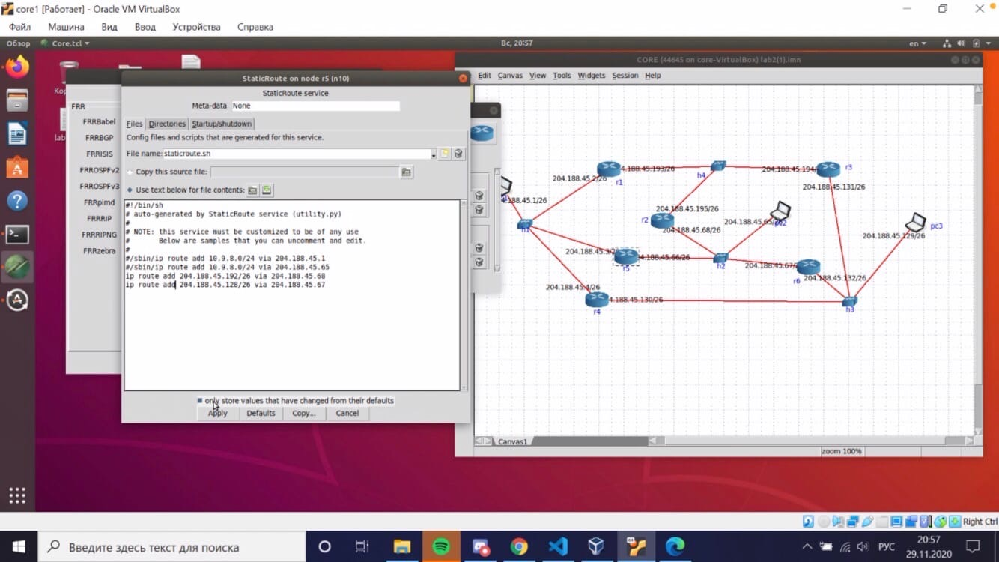 core1 [Работает] - Oracle VM VirtualBox
Файл Машина Вид Ввод Устройства Справка
Обзор Core.tcl Вс, 20:57 en
CORE (44645 on core-VirtualBox) lab2(1).imn
Edit Canvas View Tools Widgets Session Help
StaticRoute on node r5 (n10)
StaticRoute service
Meta-data None
Files Directories Startup/shutdown
Config files and scripts that are generated for this service.
File name: staticroute.sh
Copy this source file:
Use text below for file contents:
#!/bin/sh
# auto-generated by StaticRoute service (utility.py)
#
# NOTE: this service must be customized to be of any use
# Below are samples that you can uncomment and edit.
#
#/sbin/ip route add 10.9.8.0/24 via 204.188.45.1
#/sbin/ip route add 10.9.8.0/24 via 204.188.45.65
ip route add 204.188.45.192/26 via 204.188.45.68
ip route add 204.188.45.128/26 via 204.188.45.67
only store values that have changed from their defaults
Apply Defaults Copy... Cancel
FRR
FRRBabel
FRRBGP
FRRISIS
FRROSPFv2
FRROSPFv3
FRRpimd
FRRRIP
FRRRIPNG
FRRzebra
Ко
lab
4.188.45.193/26
204.188.45.194/
r3
204.188.45.2/26
r1
h4
204.188.45.131/26
4.188.45.1/26
204.188.45.195/26
r2
204.188.45.65/
pc2
pc3
h1
204.188.45.68/26
204.188.45.129/26
204.188.45.3/
4.188.45.66/26
r5
h2
204.188.45.67/
r6
204.188.45.132/26
204.188.45.4/26
4.188.45.130/26
r4
h3
Canvas1
zoom 100%
Right Ctrl
Введите здесь текст для поиска
РУС
20:57
29.11.2020